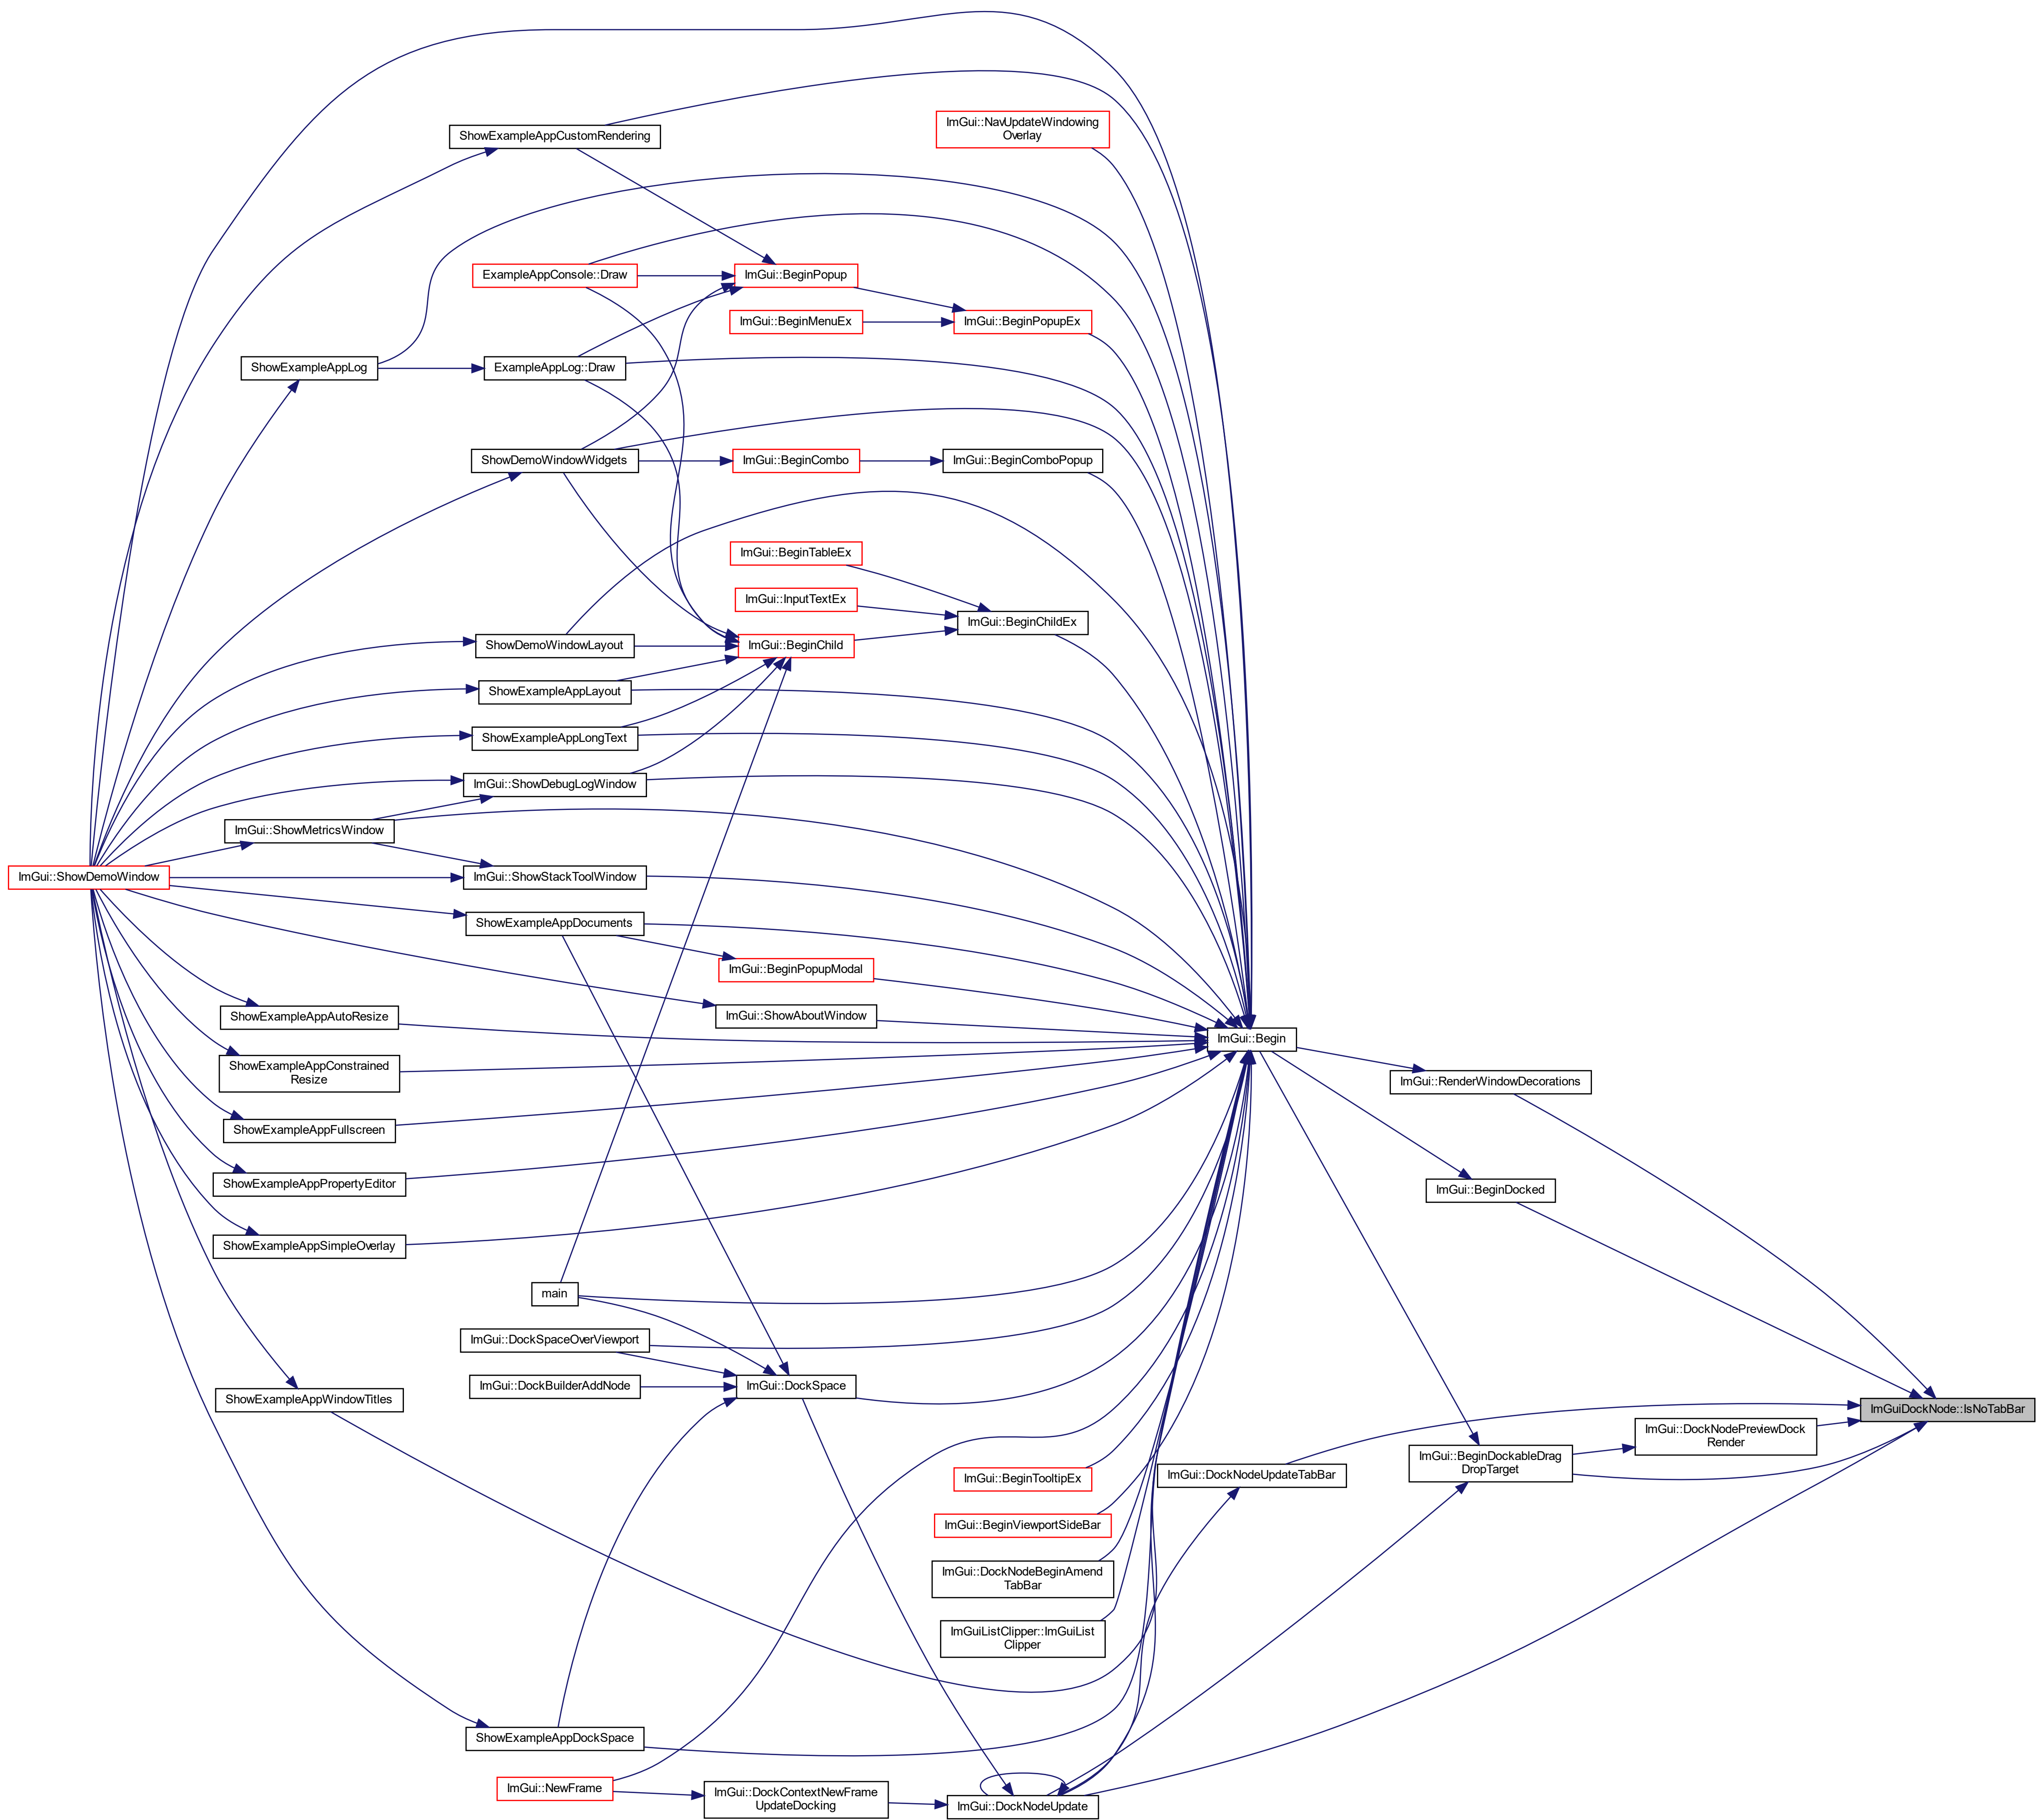 ImGui::NavUpdateWindowing
Overlay
ShowExampleAppCustomRendering
ExampleAppConsole::Draw
ImGui::BeginPopup
ImGui::BeginMenuEx
ImGui::BeginPopupEx
ShowExampleAppLog
ExampleAppLog::Draw
ShowDemoWindowWidgets
ImGui::BeginCombo
ImGui::BeginComboPopup
ImGui::BeginTableEx
ImGui::InputTextEx
ImGui::BeginChildEx
ShowDemoWindowLayout
ImGui::BeginChild
ShowExampleAppLayout
ShowExampleAppLongText
ImGui::ShowDebugLogWindow
ImGui::ShowMetricsWindow
ImGui::ShowDemoWindow
ImGui::ShowStackToolWindow
ShowExampleAppDocuments
ImGui::BeginPopupModal
ShowExampleAppAutoResize
ImGui::ShowAboutWindow
ImGui::Begin
ShowExampleAppConstrained
Resize
ImGui::RenderWindowDecorations
ShowExampleAppFullscreen
ShowExampleAppPropertyEditor
ImGui::BeginDocked
ShowExampleAppSimpleOverlay
main
ImGui::DockSpaceOverViewport
ImGui::DockBuilderAddNode
ImGui::DockSpace
ShowExampleAppWindowTitles
ImGuiDockNode::IsNoTabBar
ImGui::DockNodePreviewDock
Render
ImGui::BeginDockableDrag
DropTarget
ImGui::BeginTooltipEx
ImGui::DockNodeUpdateTabBar
ImGui::BeginViewportSideBar
ImGui::DockNodeBeginAmend
TabBar
ImGuiListClipper::ImGuiList
Clipper
ShowExampleAppDockSpace
ImGui::NewFrame
ImGui::DockContextNewFrame
UpdateDocking
ImGui::DockNodeUpdate